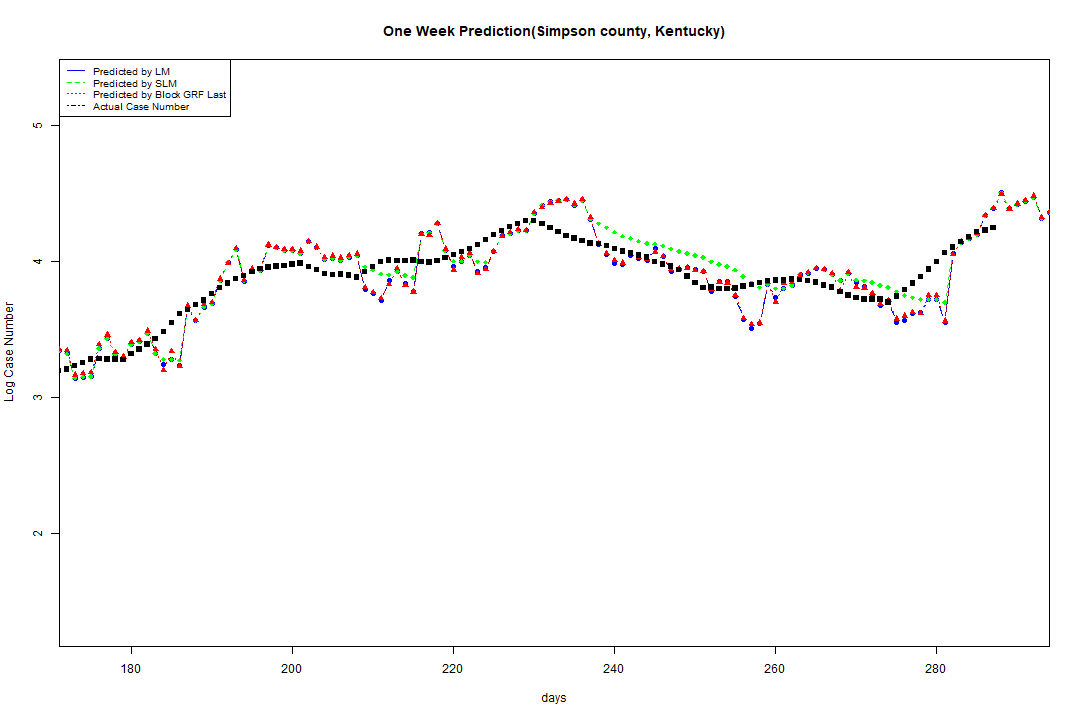 One Week Prediction(Simpson county, Kentucky)
Predicted by LM
Predicted by SLM
Predicted by Block GRF Last
Actual Case Number
5
4
3
2
Log Case Number
180 200 220 240 260 280
days